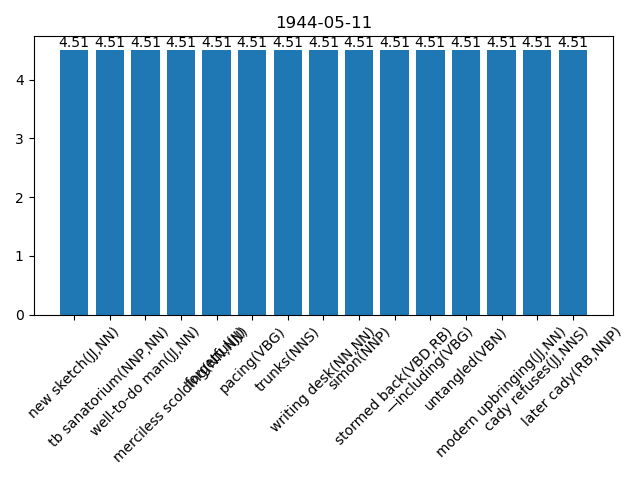 1944-05-11
4.51 4.51 4.51 4.51 4.51 4.51 4.51 4.51 4.51 4.51 4.51 4.51 4.51 4.51 4.51
4
3
2
1
0
new sketch(JJ,NN)
tb sanatorium(NNP,NN)
well-to-do man(JJ,NN)
merciless scolding
pacing(VBG)
trunks(NNS)
writing desk(NN,NN)
simon(NNP)
stormed back(VBD,RB)
—including(VBG)
untangled(VBN)
modern upbringing(JJ,NN)
cady refuses(JJ,NNS)
later cady(RB,NNP)